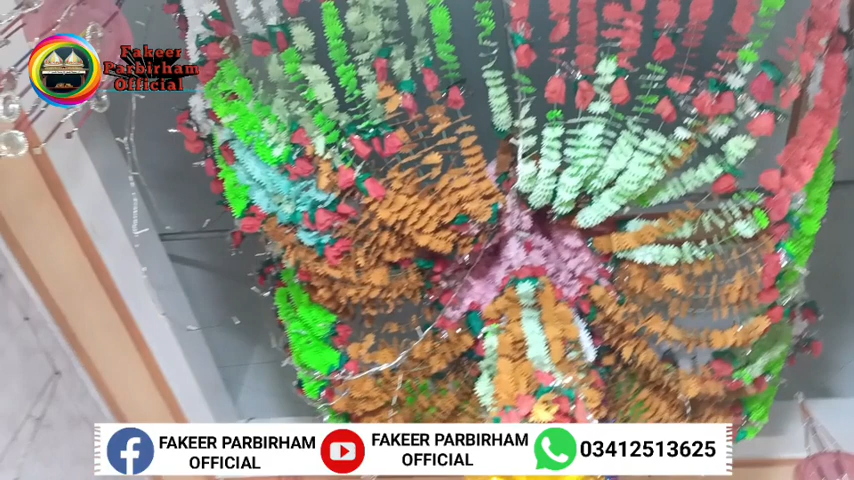 Fakeer
Parbirham
Official
FAKEER PARBIRHAM
OFFICIAL
FAKEER PARBIRHAM
OFFICIAL
03412513625